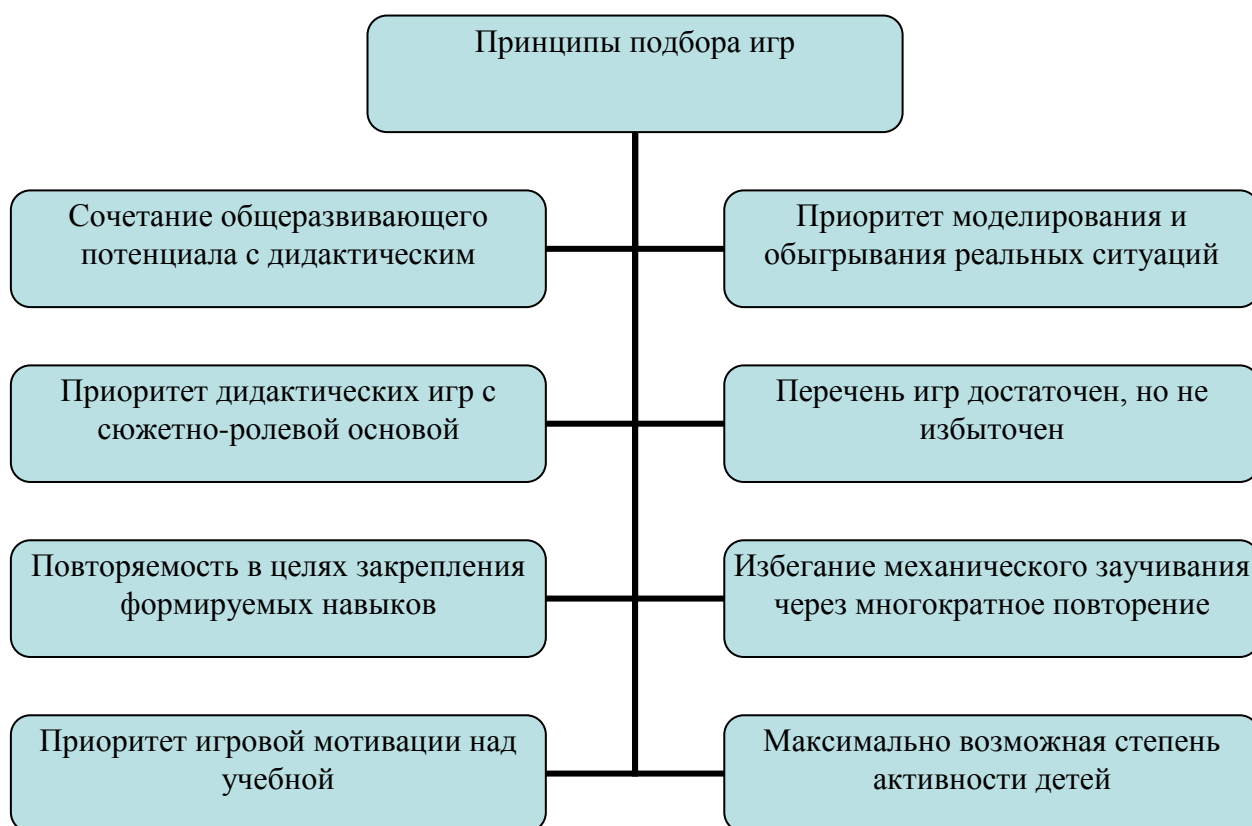 Принципы подбора игр
Сочетание общеразвивающего
потенциала с дидактическим
Приоритет моделирования и
обыгрывания реальных ситуаций
Приоритет дидактических игр с
сюжетно-ролевой основой
Перечень игр достаточен, но не
избыточен
Повторяемость в целях закрепления
формируемых навыков
Избегание механического заучивания
через многократное повторение
Приоритет игровой мотивации над
учебной
Максимально возможная степень
активности детей